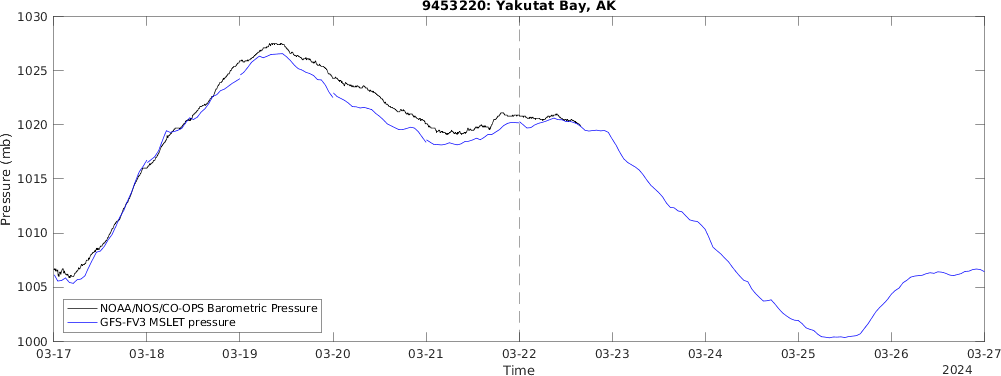 9453220: Yakutat Bay, AK
Pressure (mb)
1030
1025
1020
1015
1010
1005
1000
NOAA/NOS/CO-OPS Barometric Pressure
GFS-FV3 MSLET pressure
03-17 03-18 03-19 03-20 03-21 03-22 03-23 03-24 03-25 03-26 03-27
Time
2024